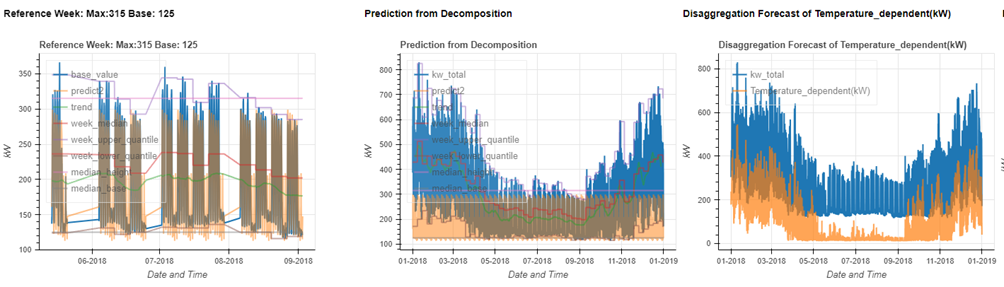 Reference Week: Max:315 Base: 125
Prediction from Decomposition
Disaggregation Forecast of Temperature_dependent(kW)
Reference Week: Max:315 Base: 125
base_value
predict2
trend
week_median
week_upper_quantile
week_lower_quantile
median_height
median_base
kW
350
300
250
200
150
100
06-2018
07-2018
08-2018
09-2018
Date and Time
Prediction from Decomposition
kw_total
predict2
trend
week_median
week_upper_quantile
week_lower_quantile
median_height
median_base
kW
800
700
600
500
400
300
200
100
01-2018
03-2018
05-2018
07-2018
09-2018
11-2018
01-2019
Date and Time
Disaggregation Forecast of Temperature_dependent(kW)
kw_total
Temperature_dependent(kW)
kW
800
600
400
200
0
01-2018
03-2018
05-2018
07-2018
09-2018
11-2018
01-2019
Date and Time